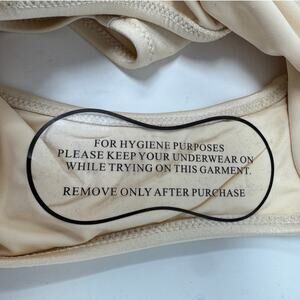 FOR HYGIENE PURPOSES
PLEASE KEEP YOUR UNDERWEAR ON
WHILE TRYING ON THIS GARMENT.
REMOVE ONLY AFTER PURCHASE